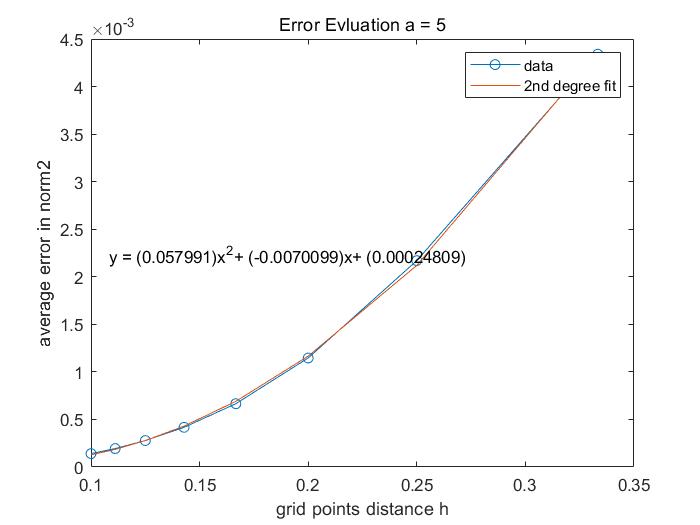 Error Evluation a = 5
×10^-3
4.5
4
3.5
3
2.5
2
1.5
1
0.5
0
average error in norm2
data
2nd degree fit
y = (0.057991)x^2+ (-0.0070099)x+ (0.00024809)
0.1 0.15 0.2 0.25 0.3 0.35
grid points distance h